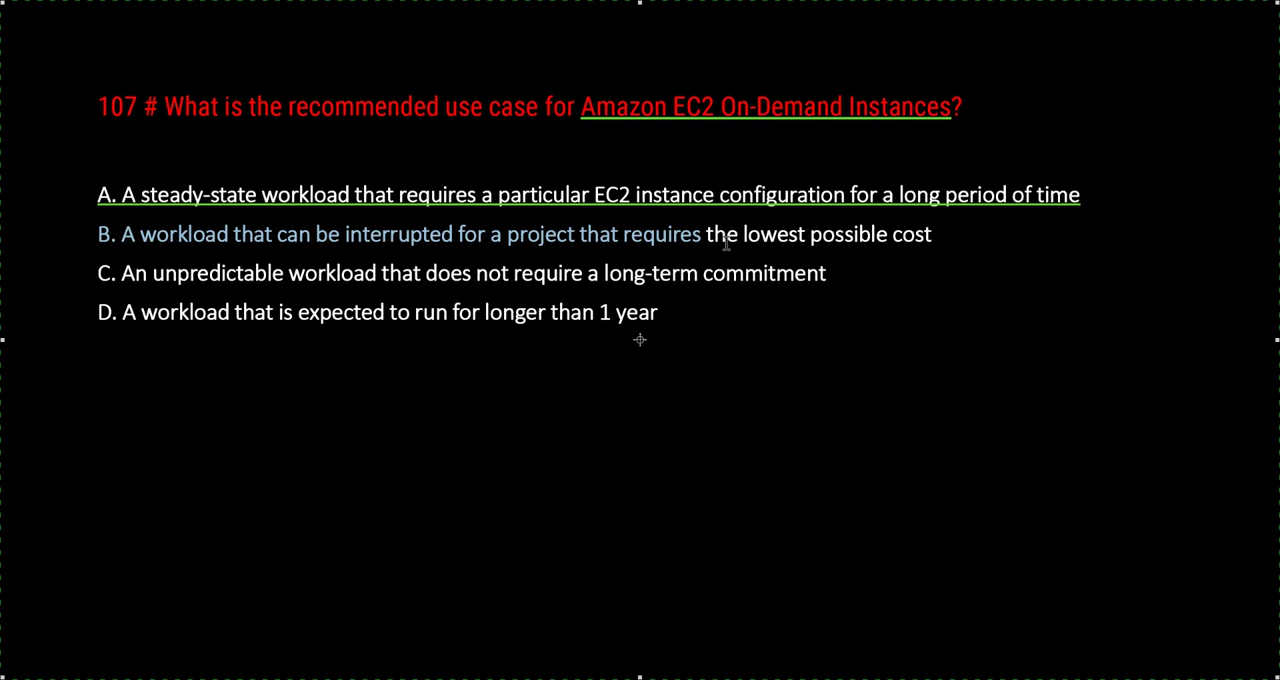 107 # What is the recommended use case for Amazon EC2 On-Demand Instances?
A. A steady-state workload that requires a particular EC2 instance configuration for a long period of time
B. A workload that can be interrupted for a project that requires the lowest possible cost
C. An unpredictable workload that does not require a long-term commitment
D. A workload that is expected to run for longer than 1 year